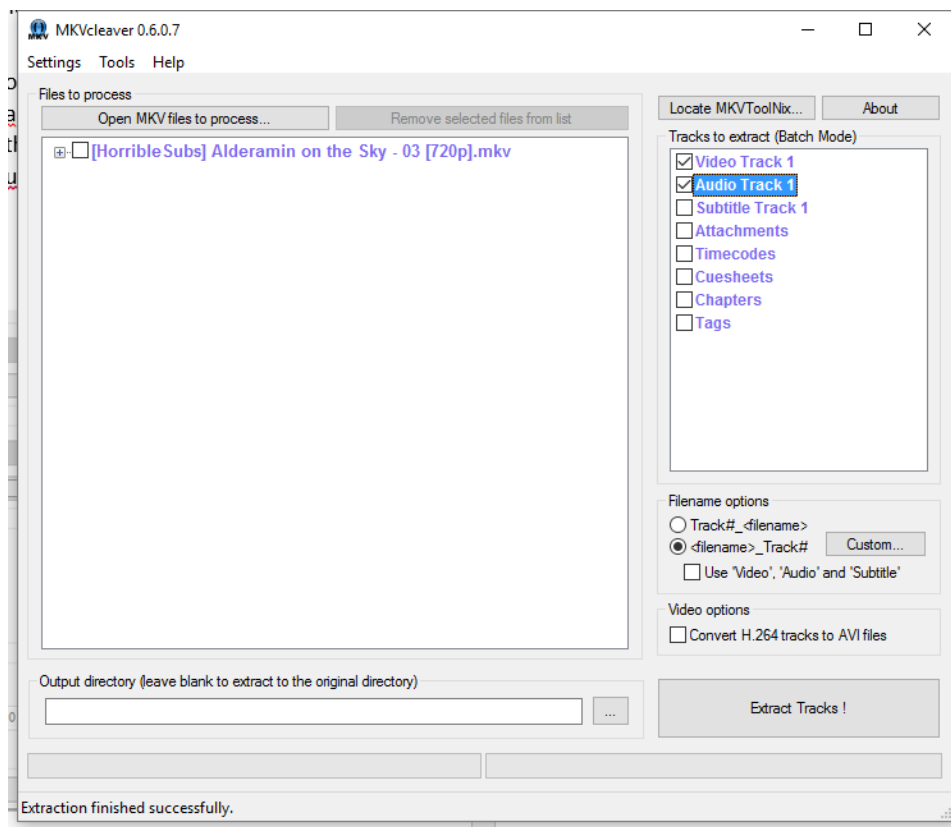 MKVcleaver 0.6.0.7
Settings Tools Help
Files to process
Open MKV files to process...
Remove selected files from list
[HorribleSubs] Alderamin on the Sky - 03 [720p].mkv
Locate MKVToolNix...
About
Tracks to extract (Batch Mode)
Video Track 1
Audio Track 1
Subtitle Track 1
Attachments
Timecodes
Cuesheets
Chapters
Tags
Filename options
Track#_<filename>
<filename>_Track#
Custom...
Use 'Video', 'Audio' and 'Subtitle'
Video options
Convert H.264 tracks to AVI files
Output directory (leave blank to extract to the original directory)
...
Extract Tracks !
Extraction finished successfully.